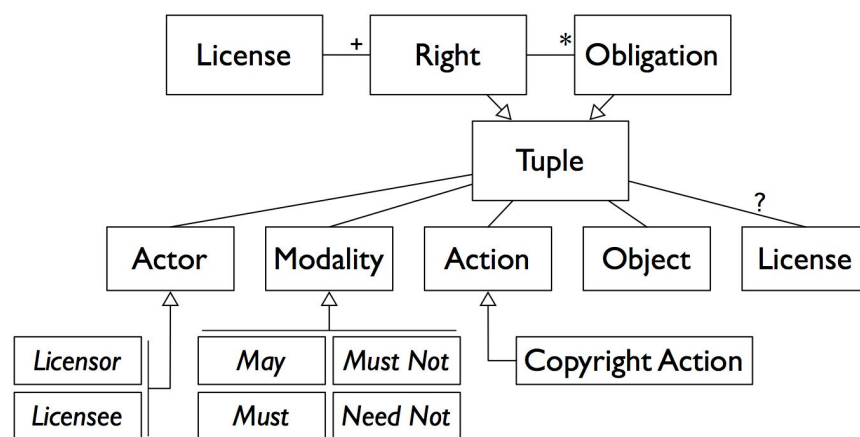 License + Right * Obligation
Tuple
?
Actor Modality Action Object License
Licensor May Must Not Copyright Action
Licensee Must Need Not